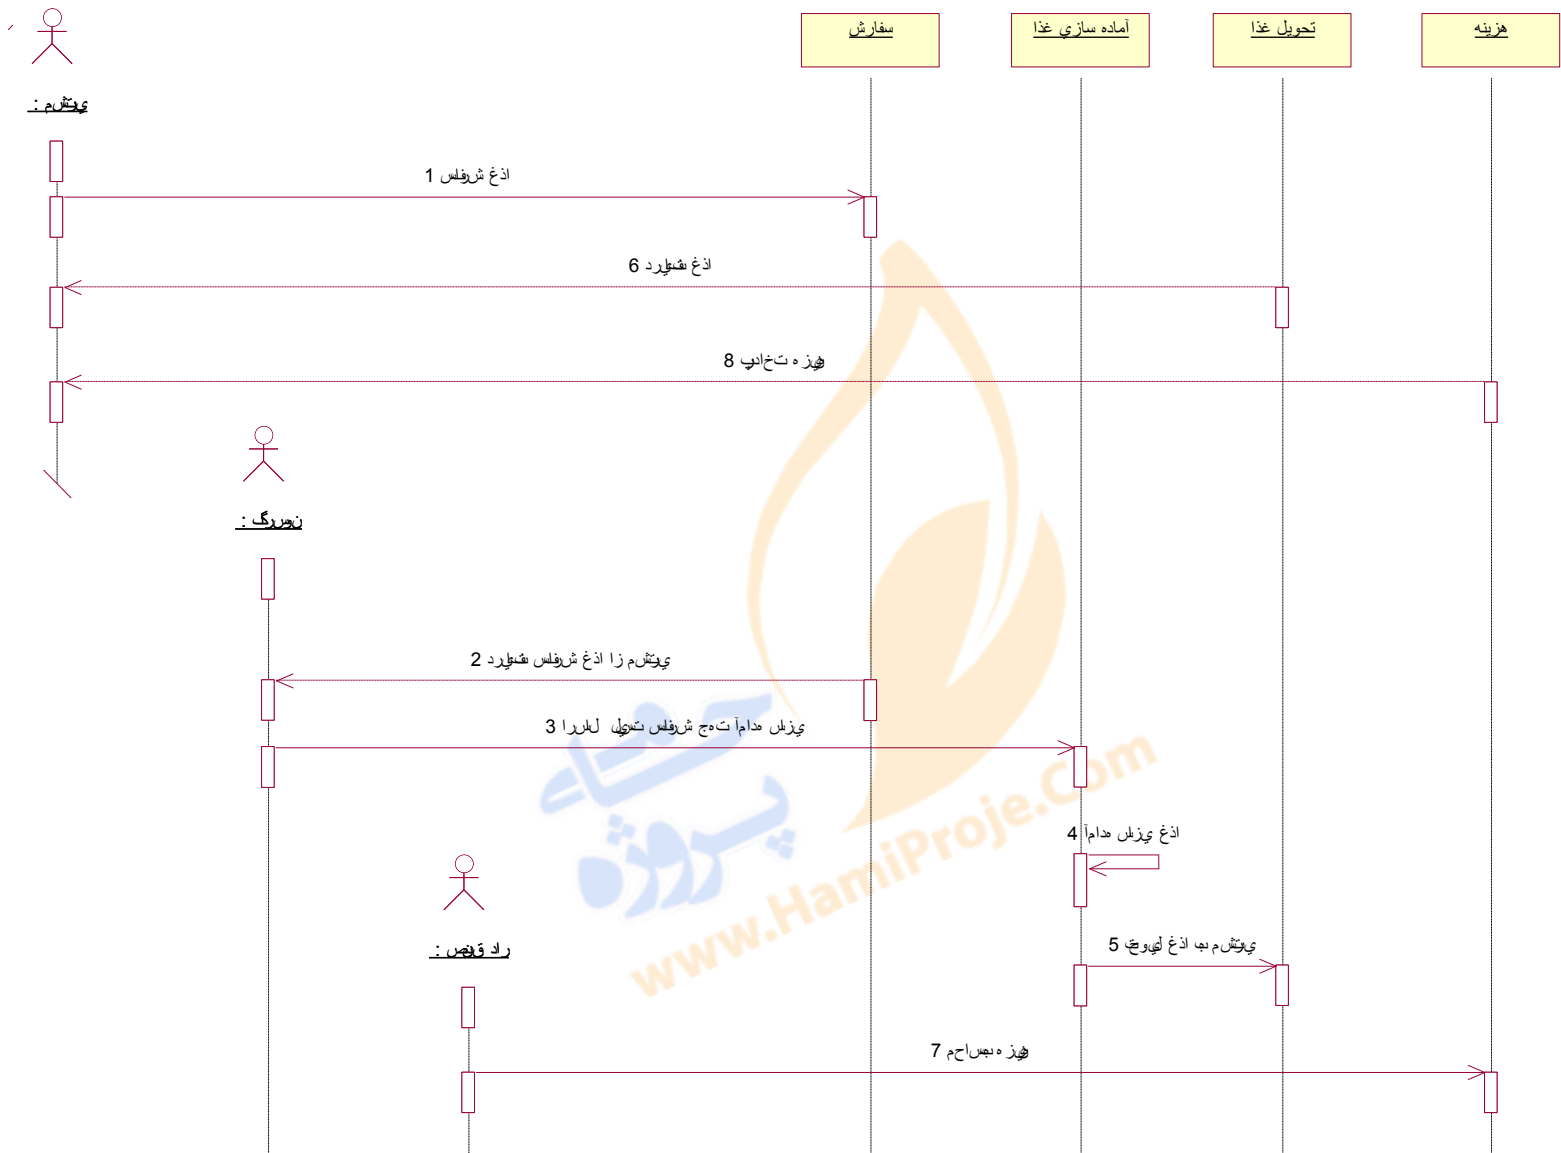 سفارش
آماده سازي غذا
تحويل غذا
هزينه
مشتري :
1 سفارش غذا
6 دريافت غذا
8 پرداخت هزينه
گارسون :
2 دريافت سفارش غذا از مشتري
3 ارسال ليست سفارش جهت آماده سازي
4 آماده سازي غذا
صندوق دار :
5 تحويل غذا به مشتري
7 محاسبه هزينه
حامی
پروژه
www.HamiProje.Com